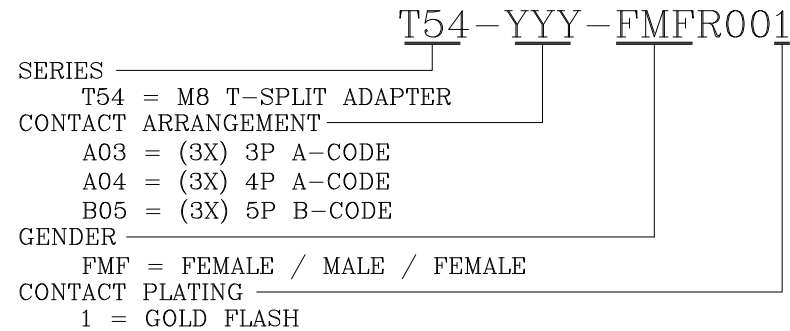 T54-YYY-FMFR001
SERIES
T54 = M8 T-SPLIT ADAPTER
CONTACT ARRANGEMENT
A03 = (3X) 3P A-CODE
A04 = (3X) 4P A-CODE
B05 = (3X) 5P B-CODE
GENDER
FMF = FEMALE / MALE / FEMALE
CONTACT PLATING
1 = GOLD FLASH